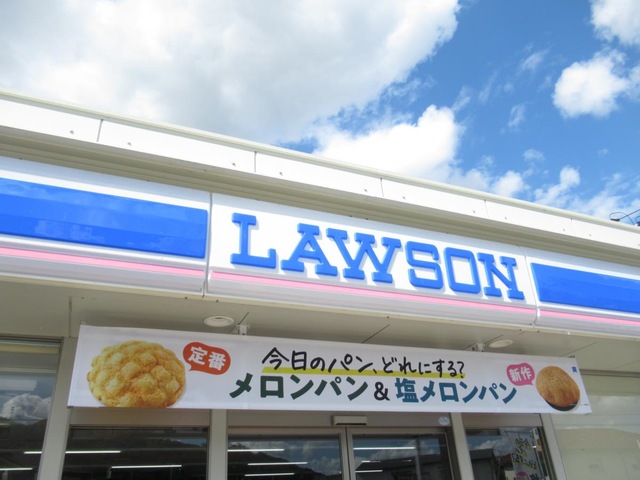 LAWSON
定番
今日のパン、どれにする?
メロンパン&塩メロンパン
新作